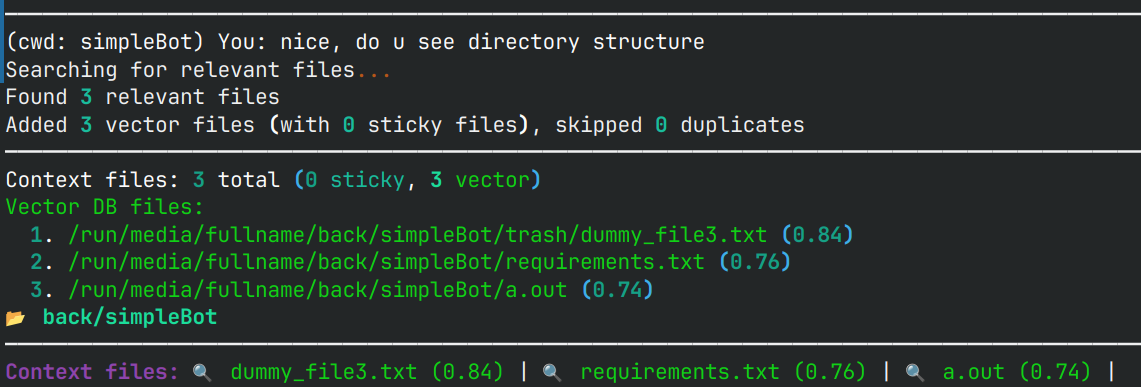 (cwd: simpleBot) You: nice, do u see directory structure
Searching for relevant files...
Found 3 relevant files
Added 3 vector files (with 0 sticky files), skipped 0 duplicates
Context files: 3 total (0 sticky, 3 vector)
Vector DB files:
1. /run/media/fullname/back/simpleBot/trash/dummy_file3.txt (0.84)
2. /run/media/fullname/back/simpleBot/requirements.txt (0.76)
3. /run/media/fullname/back/simpleBot/a.out (0.74)
📂 back/simpleBot
Context files: 🔍 dummy_file3.txt (0.84) | 🔍 requirements.txt (0.76) | 🔍 a.out (0.74) |